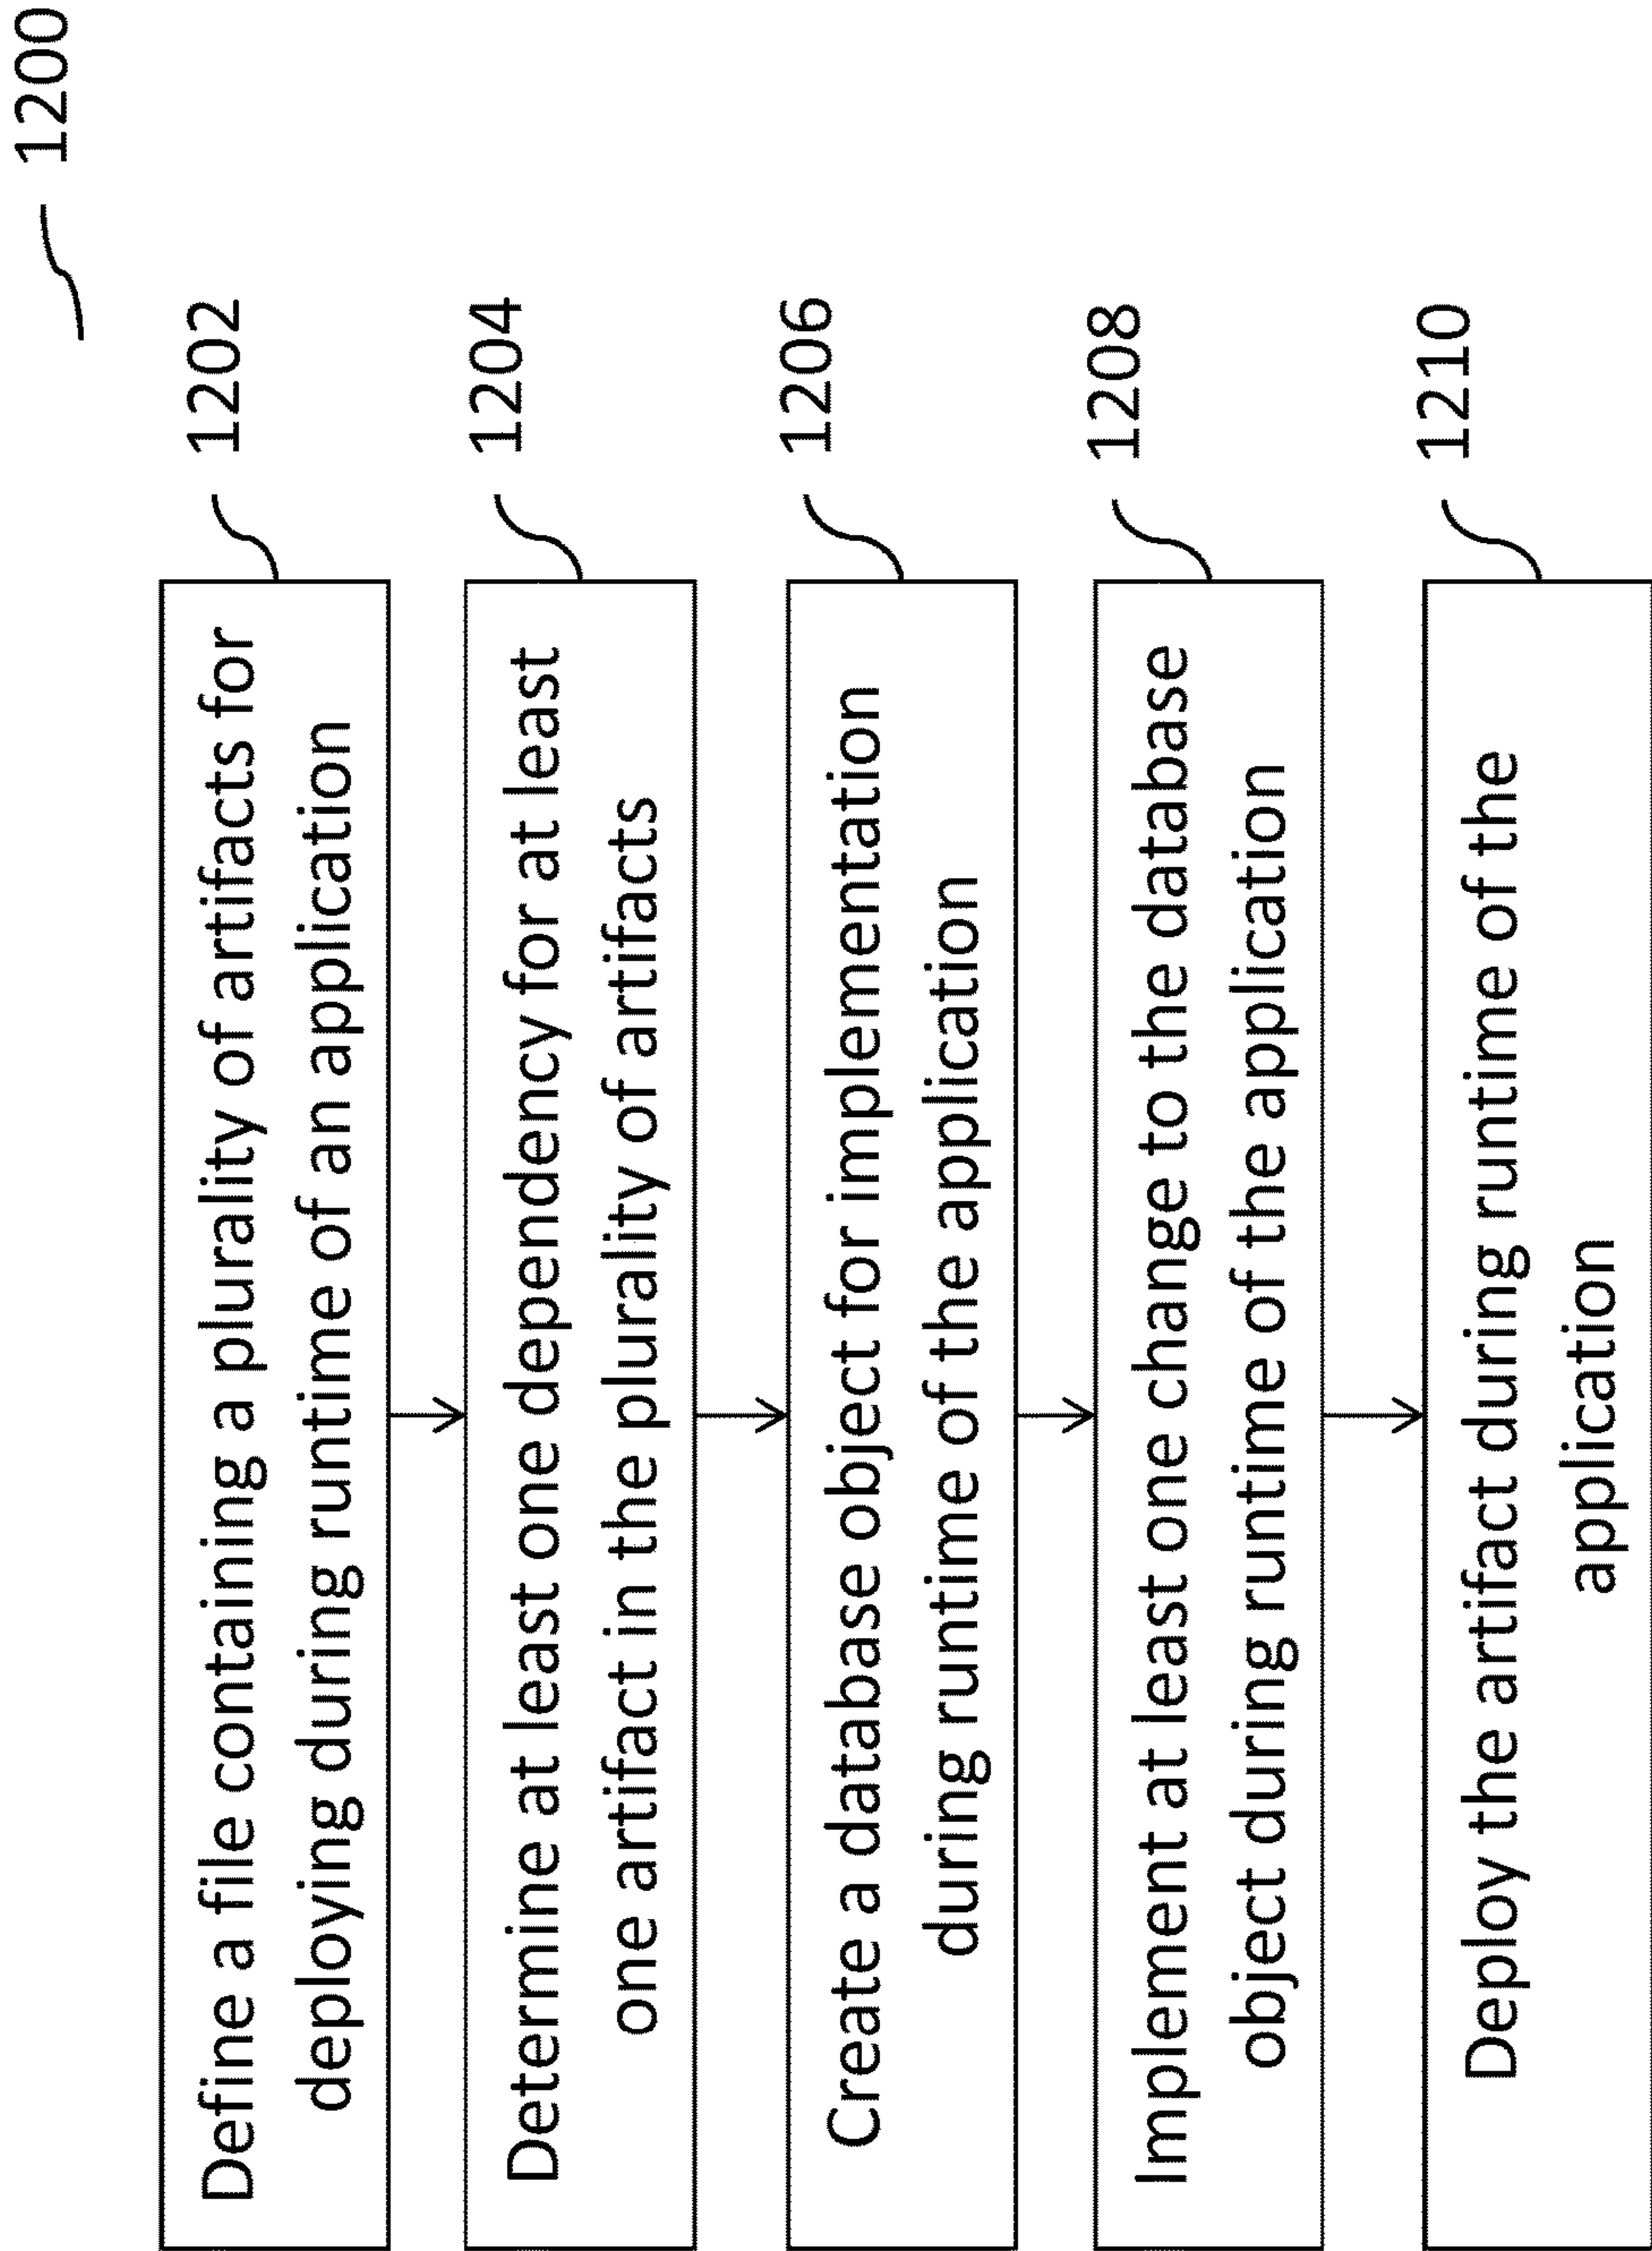 1200
Define a file containing a plurality of artifacts for
deploying during runtime of an application
1202
Determine at least one dependency for at least
one artifact in the plurality of artifacts
1204
Create a database object for implementation
during runtime of the application
1206
Implement at least one change to the database
object during runtime of the application
1208
Deploy the artifact during runtime of the
application
1210